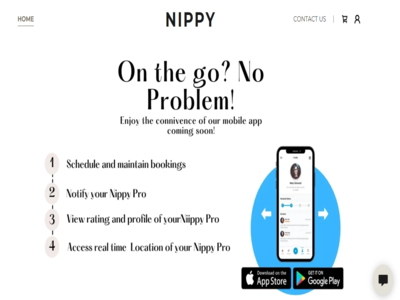 HOME
NIPPY
CONTACT US
On the go? No
Problem!
Enjoy the connivence of our mobile app
coming soon!
1 Schedule and maintain bookings
2 Notify your Nippy Pro
3 View rating and profile of yourNiippy Pro
4 Access real time Location of your Nippy Pro
Download on the
App Store
GET IT ON
Google Play